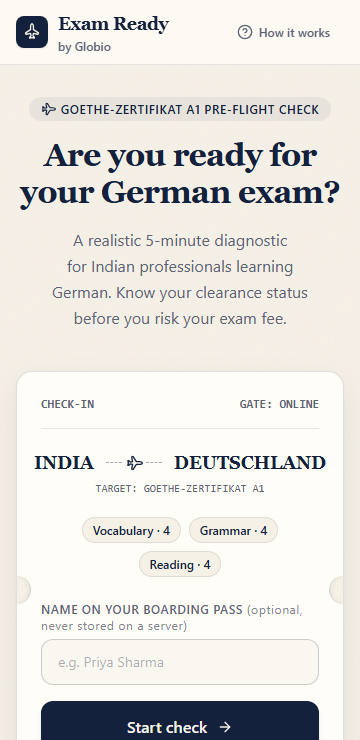 Exam Ready
by Globio
How it works
GOETHE-ZERTIFIKAT A1 PRE-FLIGHT CHECK
Are you ready for
your German exam?
A realistic 5-minute diagnostic
for Indian professionals learning
German. Know your clearance status
before you risk your exam fee.
CHECK-IN GATE: ONLINE
INDIA DEUTSCHLAND
TARGET: GOETHE-ZERTIFIKAT A1
Vocabulary · 4 Grammar · 4
Reading · 4
NAME ON YOUR BOARDING PASS (optional,
never stored on a server)
e.g. Priya Sharma
Start check →